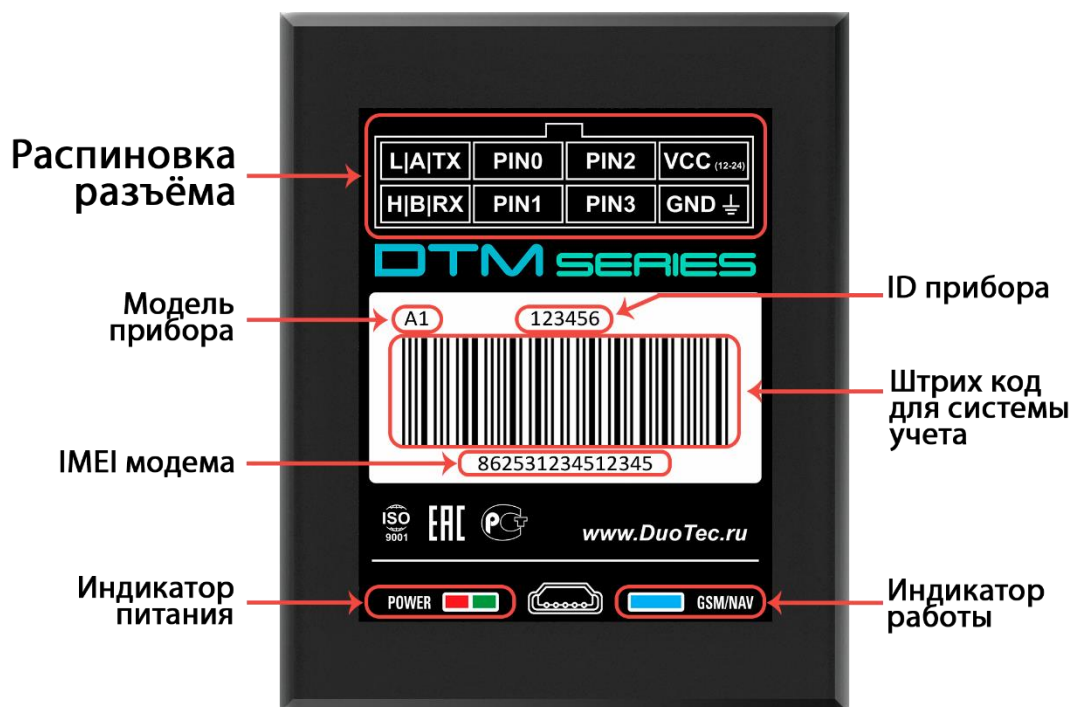 Распиновка
разъёма
L|A|TX PIN0 PIN2 VCC (12-24)
H|B|RX PIN1 PIN3 GND
DTM SERIES
Модель
прибора
A1
123456
ID прибора
Штрих код
для системы
учета
IMEI модема
862531234512345
ISO
9001
EAC
РСТ
www.DuoTec.ru
Индикатор
питания
POWER
GSM/NAV
Индикатор
работы